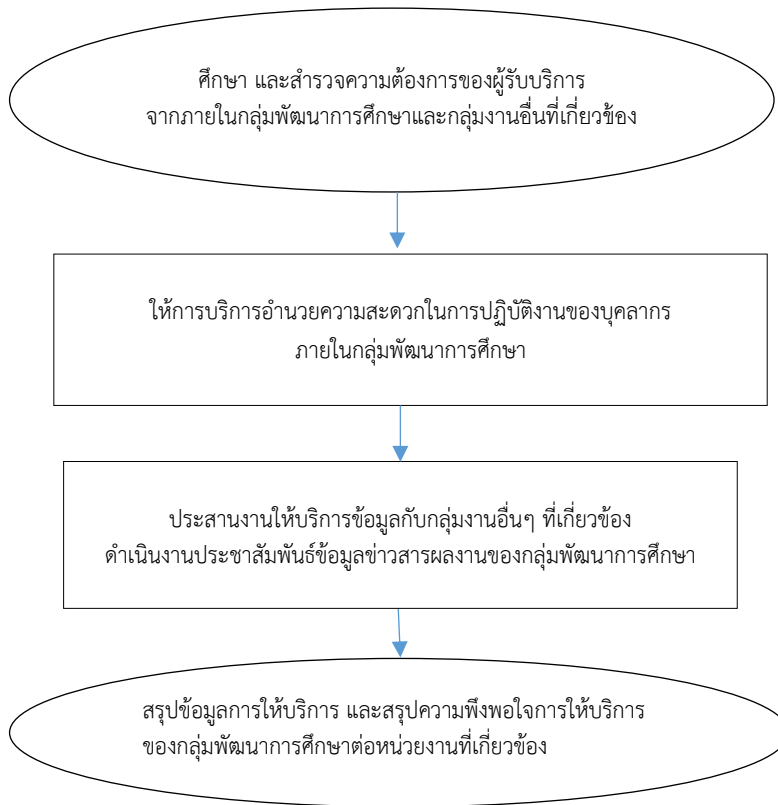 ศึกษา และสำรวจความต้องการของผู้รับบริการ
จากภายในกลุ่มพัฒนาการศึกษาและกลุ่มงานอื่นที่เกี่ยวข้อง
ให้การบริการอำนวยความสะดวกในการปฏิบัติงานของบุคลากร
ภายในกลุ่มพัฒนาการศึกษา
ประสานงานให้บริการข้อมูลกับกลุ่มงานอื่นๆ ที่เกี่ยวข้อง
ดำเนินงานประชาสัมพันธ์ข้อมูลข่าวสารผลงานของกลุ่มพัฒนาการศึกษา
สรุปข้อมูลการให้บริการ และสรุปความพึงพอใจการให้บริการ
ของกลุ่มพัฒนาการศึกษาต่อหน่วยงานที่เกี่ยวข้อง